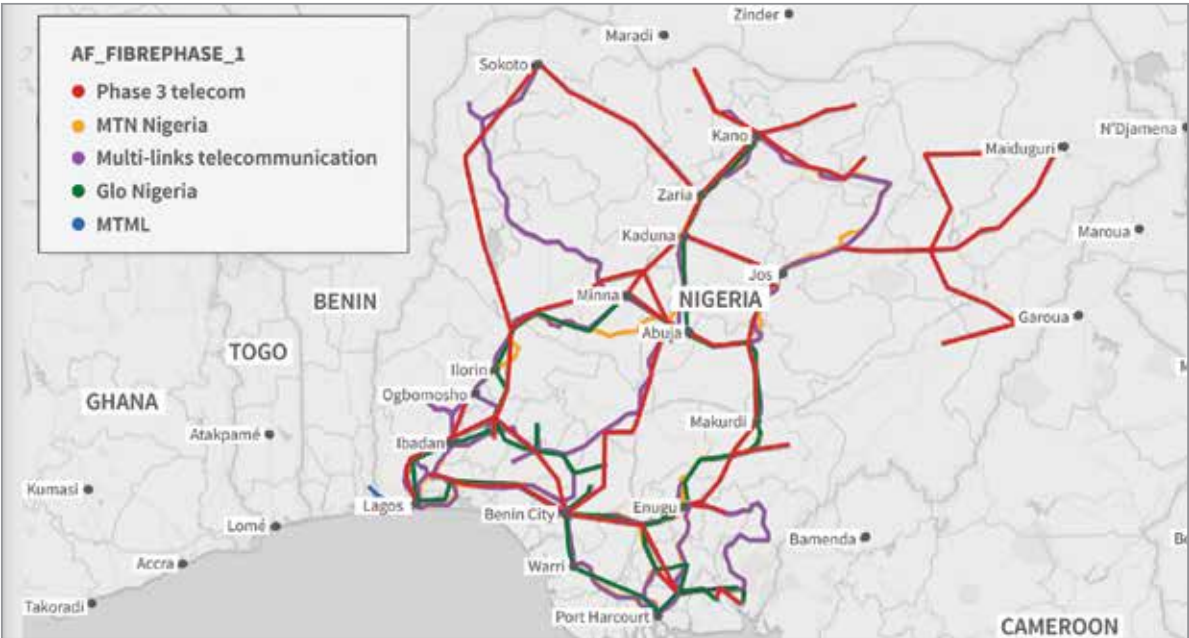 AF_FIBREPHASE_1
Phase 3 telecom
MTN Nigeria
Multi-links telecommunication
Glo Nigeria
MTML
Zinder
Maradi
Sokoto
Kano
N'Djamena
Maiduguri
Zaria
Kaduna
Maroua
Jos
Minna
NIGERIA
BENIN
Garoua
Abuja
TOGO
Ilorin
Ogbomosho
GHANA
Makurdi
Atakpamé
Ibadan
Kumasi
Lagos
Enugu
Benin City
Lomé
Bamenda
Accra
Warri
Takoradi
Port Harcourt
CAMEROON